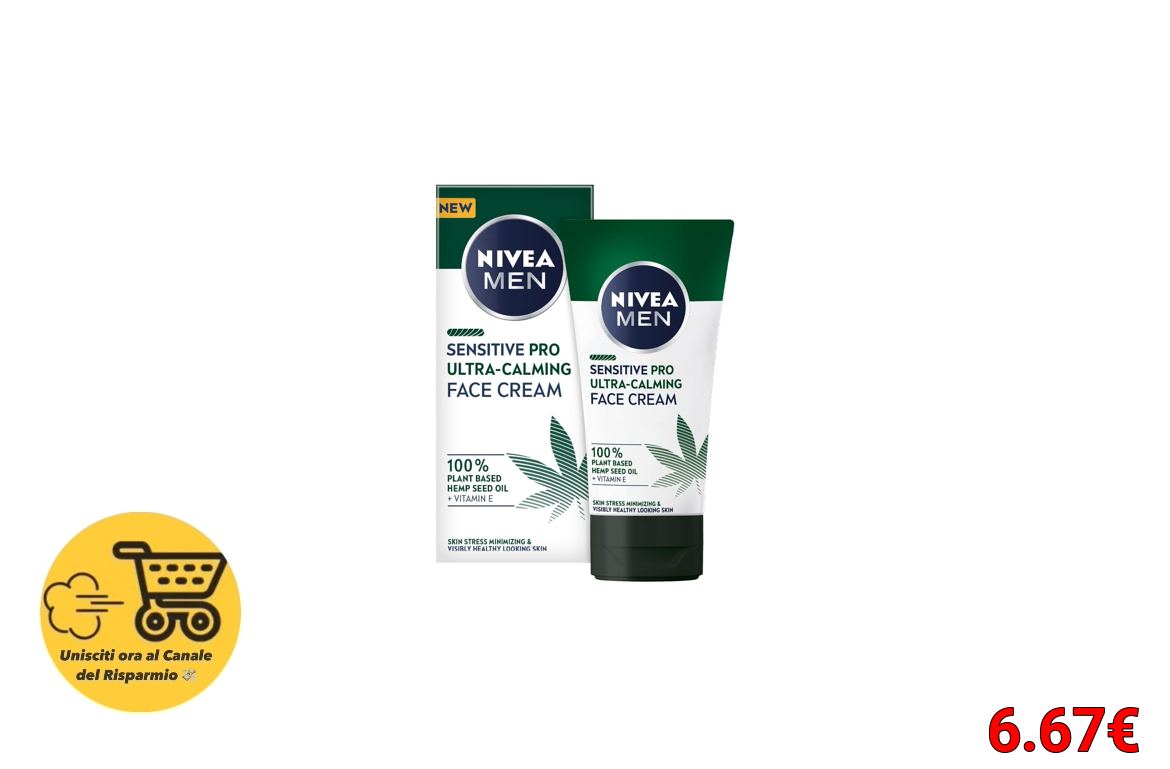 NEW
NIVEA
MEN
SENSITIVE PRO
ULTRA-CALMING
FACE CREAM
100%
PLANT BASED
HEMP SEED OIL
+ VITAMIN E
SKIN STRESS MINIMIZING &
VISIBLY HEALTHY LOOKING SKIN
NIVEA
MEN
SENSITIVE PRO
ULTRA-CALMING
FACE CREAM
100%
PLANT BASED
HEMP SEED OIL
+ VITAMIN E
SKIN STRESS MINIMIZING &
VISIBLY HEALTHY LOOKING SKIN
Unisciti ora al Canale
del Risparmio 💸
6.67€